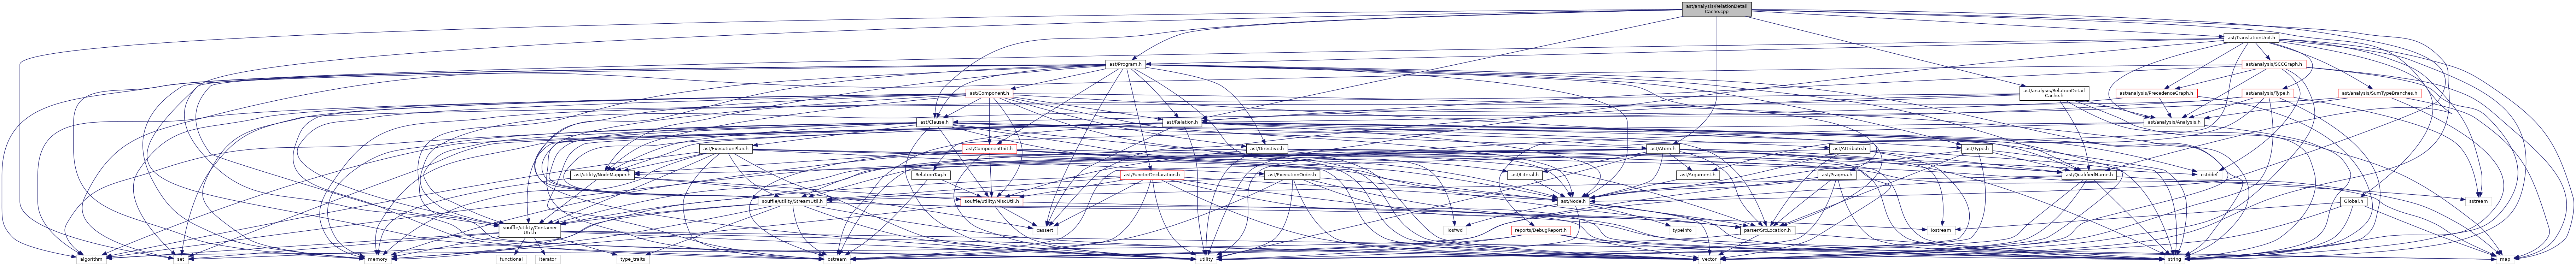 ast/analysis/RelationDetail
Cache.cpp
ast/TranslationUnit.h
ast/Program.h
ast/analysis/SCCGraph.h
ast/Component.h
ast/analysis/RelationDetail
Cache.h
ast/analysis/PrecedenceGraph.h
ast/analysis/Type.h
ast/analysis/SumTypeBranches.h
ast/Clause.h
ast/Relation.h
ast/analysis/Analysis.h
ast/ExecutionPlan.h
ast/ComponentInit.h
ast/Directive.h
ast/Atom.h
ast/Attribute.h
ast/Type.h
ast/utility/NodeMapper.h
RelationTag.h
ast/FunctorDeclaration.h
ast/ExecutionOrder.h
ast/Literal.h
ast/Argument.h
ast/Pragma.h
ast/QualifiedName.h
cstddef
souffle/utility/StreamUtil.h
souffle/utility/MiscUtil.h
ast/Node.h
Global.h
sstream
souffle/utility/Container
Util.h
cassert
iosfwd
reports/DebugReport.h
typeinfo
parser/SrcLocation.h
iostream
algorithm
set
memory
functional
iterator
type_traits
ostream
utility
vector
string
map